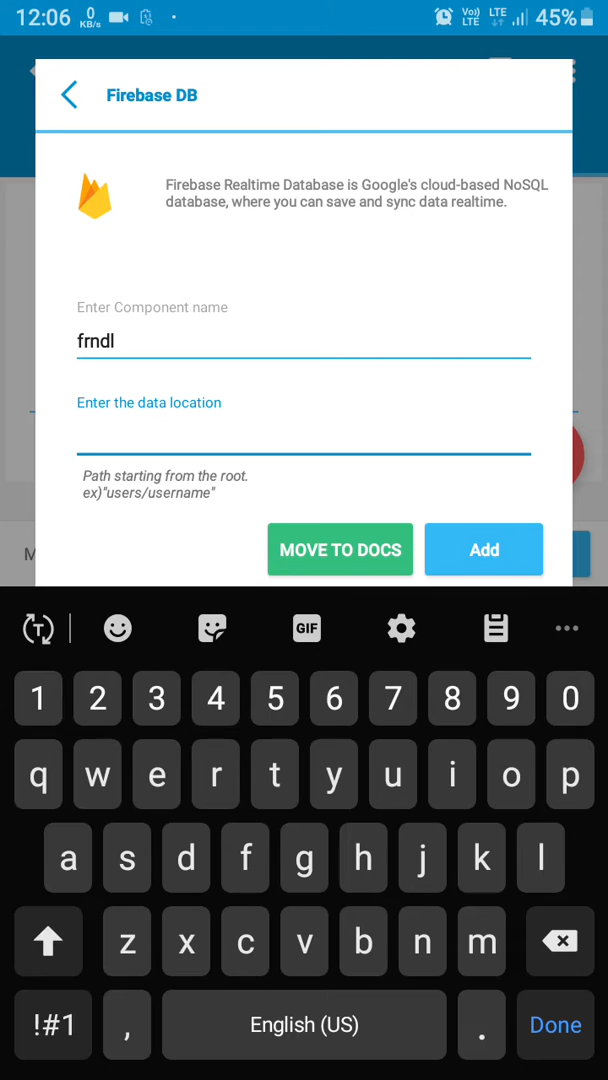 12:06 0 KB/s Vo)) LTE LTE 45%
Firebase DB
Firebase Realtime Database is Google's cloud-based NoSQL
database, where you can save and sync data realtime.
Enter Component name
frndl
Enter the data location
Path starting from the root.
ex)"users/username"
M
MOVE TO DOCS
Add
T
GIF
1 2 3 4 5 6 7 8 9 0
q w e r t y u i o p
a s d f g h j k l
z x c v b n m
!#1 , English (US) . Done